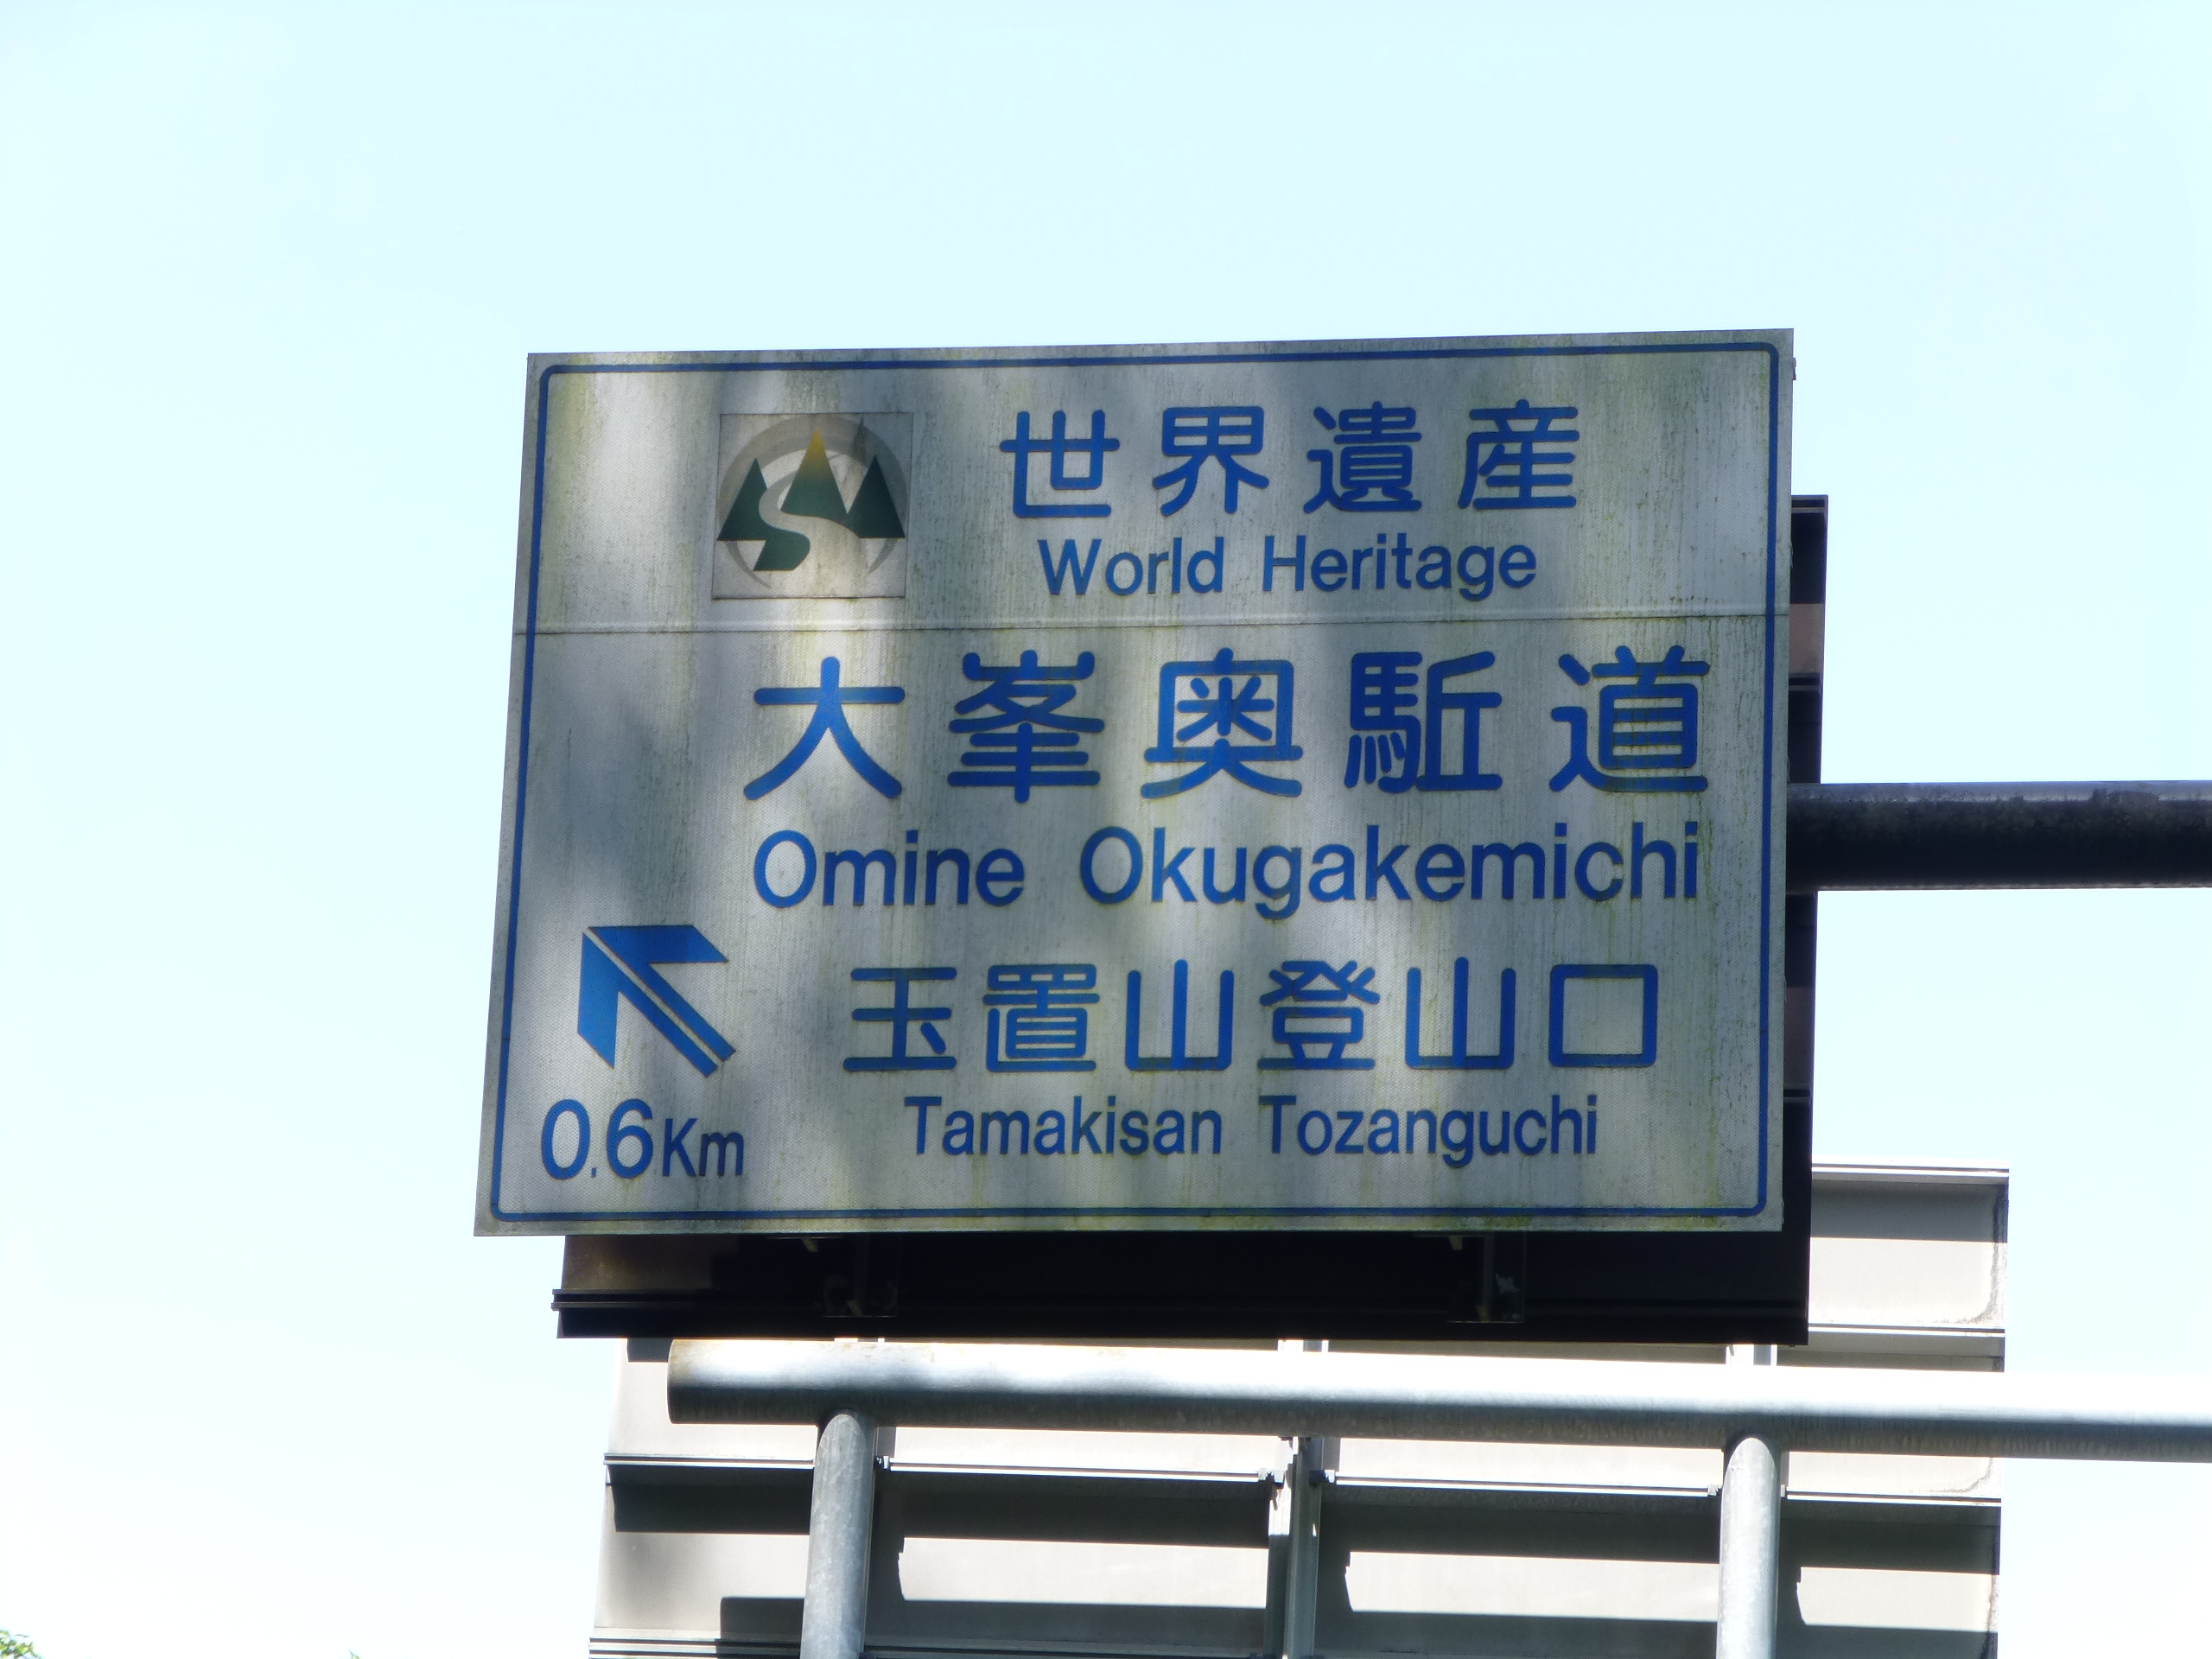 世界遺産
World Heritage
大峯奥駈道
Omine Okugakemichi
玉置山登山口
Tamakisan Tozanguchi
0.6Km